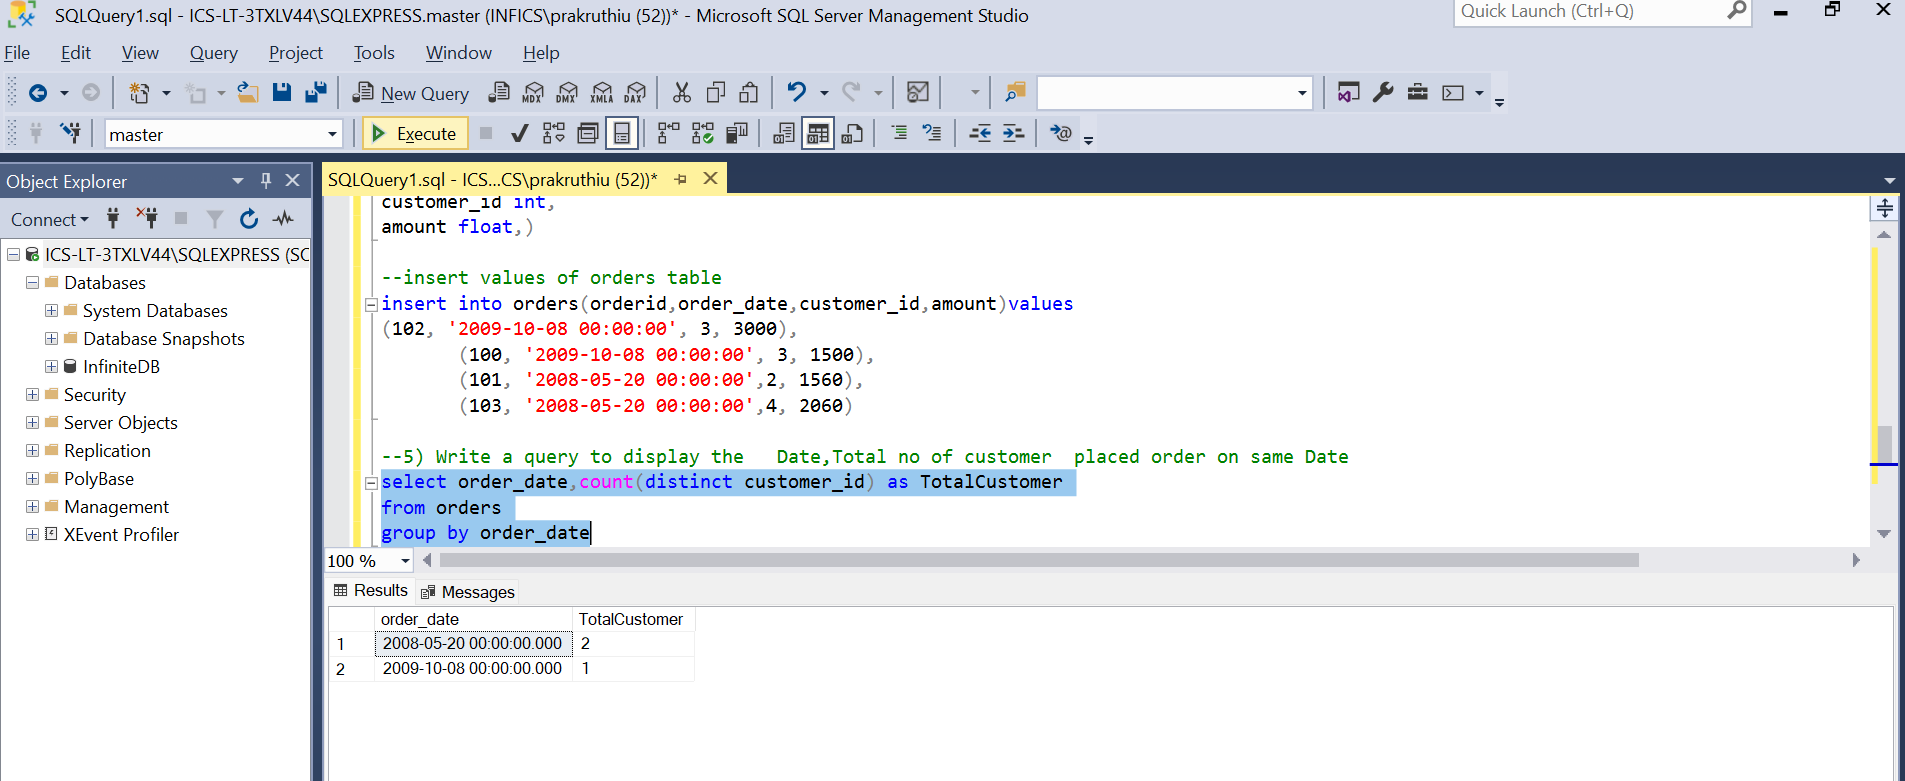 SQLQuery1.sql - ICS-LT-3TXLV44\SQLEXPRESS.master (INFICS\prakruthiu (52))* - Microsoft SQL Server Management Studio
Quick Launch (Ctrl+Q)
File Edit View Query Project Tools Window Help
New Query MDX DMX XMLA DAX
master Execute
Object Explorer
SQLQuery1.sql - ICS...CS\prakruthiu (52))*
Connect
ICS-LT-3TXLV44\SQLEXPRESS (SC
Databases
System Databases
Database Snapshots
InfiniteDB
Security
Server Objects
Replication
PolyBase
Management
XEvent Profiler
customer_id int,
amount float,)
--insert values of orders table
insert into orders(orderid,order_date,customer_id,amount)values
(102, '2009-10-08 00:00:00', 3, 3000),
(100, '2009-10-08 00:00:00', 3, 1500),
(101, '2008-05-20 00:00:00',2, 1560),
(103, '2008-05-20 00:00:00',4, 2060)
--5) Write a query to display the   Date,Total no of customer  placed order on same Date
select order_date,count(distinct customer_id) as TotalCustomer
from orders
group by order_date
100 %
Results Messages
order_date TotalCustomer
1 2008-05-20 00:00:00.000 2
2 2009-10-08 00:00:00.000 1